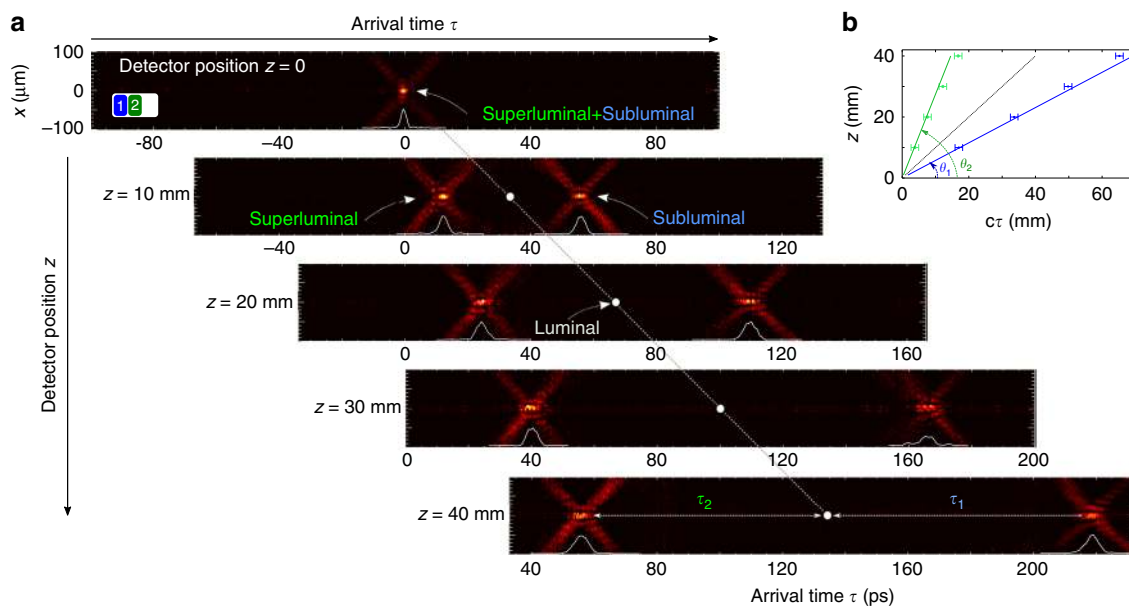 a
Arrival time τ
100
0
−100
x (μm)
Detector position z = 0
1 2
Superluminal+Subluminal
−80 −40 0 40 80
z = 10 mm
Superluminal
Subluminal
−40 0 40 80 120
z = 20 mm
Luminal
0 40 80 120 160
z = 30 mm
0 40 80 120 160 200
z = 40 mm
τ2
τ1
40 80 120 160 200
Arrival time τ (ps)
Detector position z
b
40
20
0
z (mm)
θ1
θ2
0 20 40 60
cτ (mm)